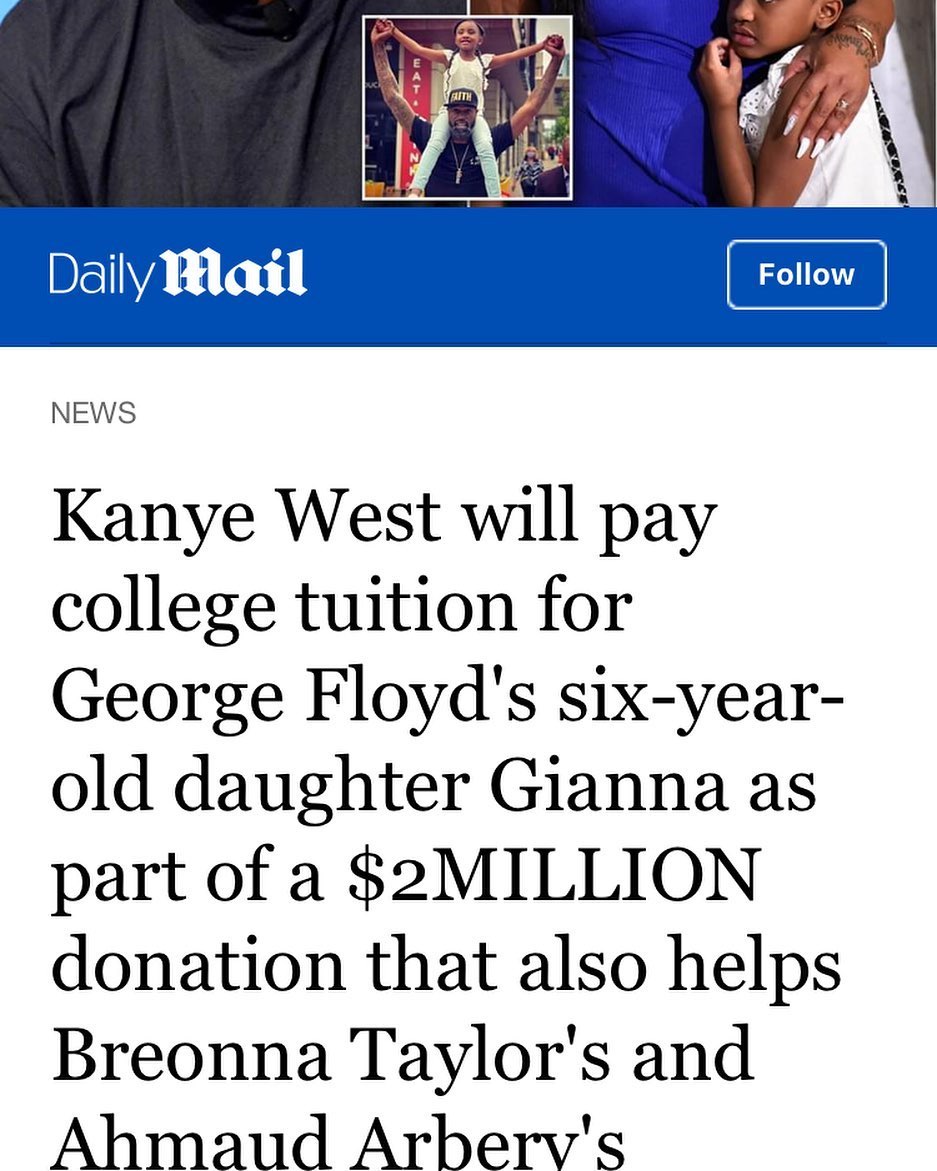 EAT
FAITH
Daily Mail
Follow
NEWS
Kanye West will pay
college tuition for
George Floyd's six-year-
old daughter Gianna as
part of a $2MILLION
donation that also helps
Breonna Taylor's and
Ahmaud Arbery's